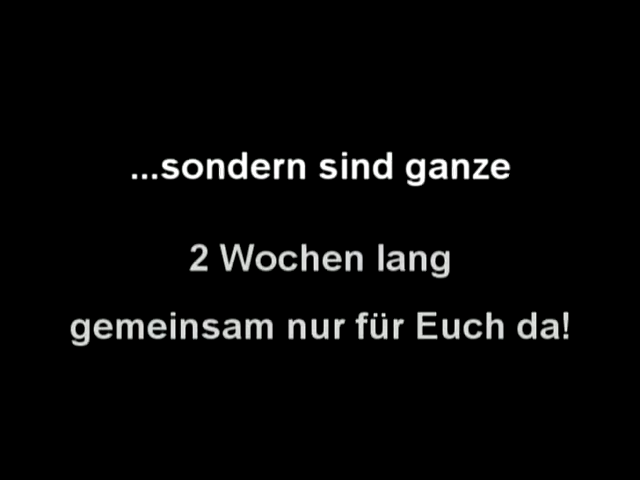 ...sondern sind ganze
2 Wochen lang
gemeinsam nur für Euch da!